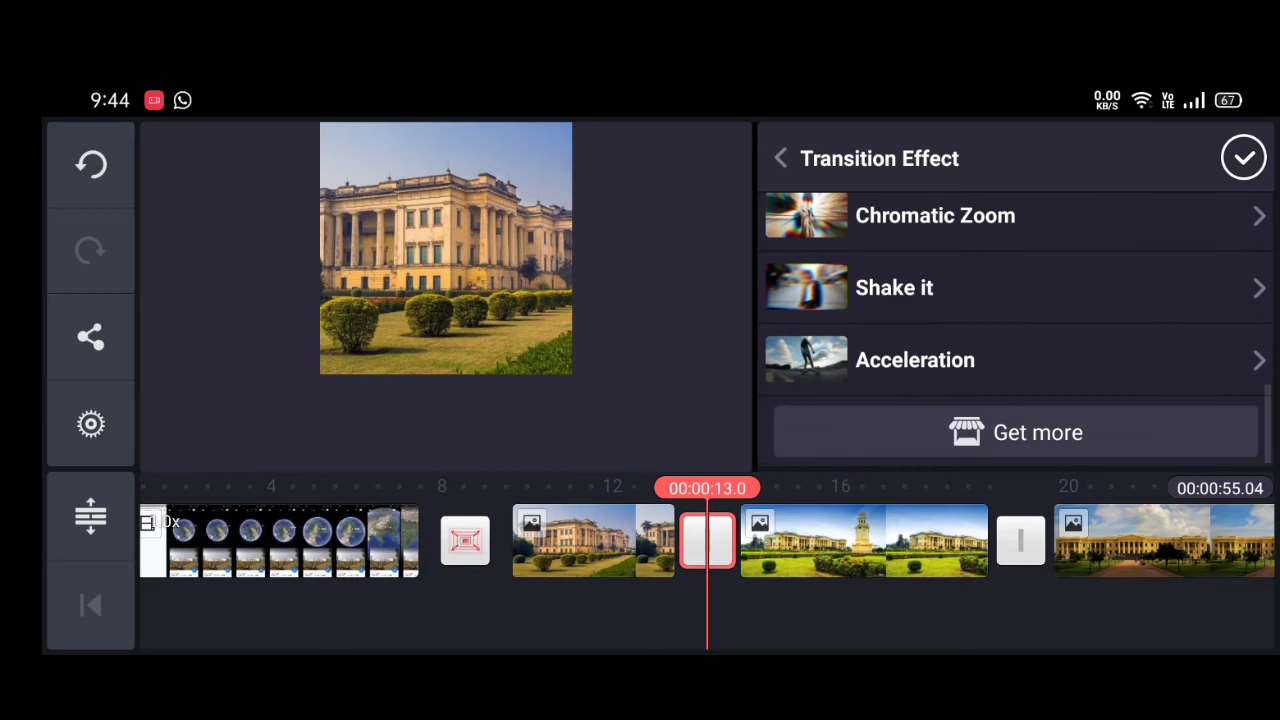 9:44
0.00
KB/S
Vo
LTE
67
Transition Effect
Chromatic Zoom
Shake it
Acceleration
Get more
4
8
12
00:00:13.0
16
20
00:00:55.04